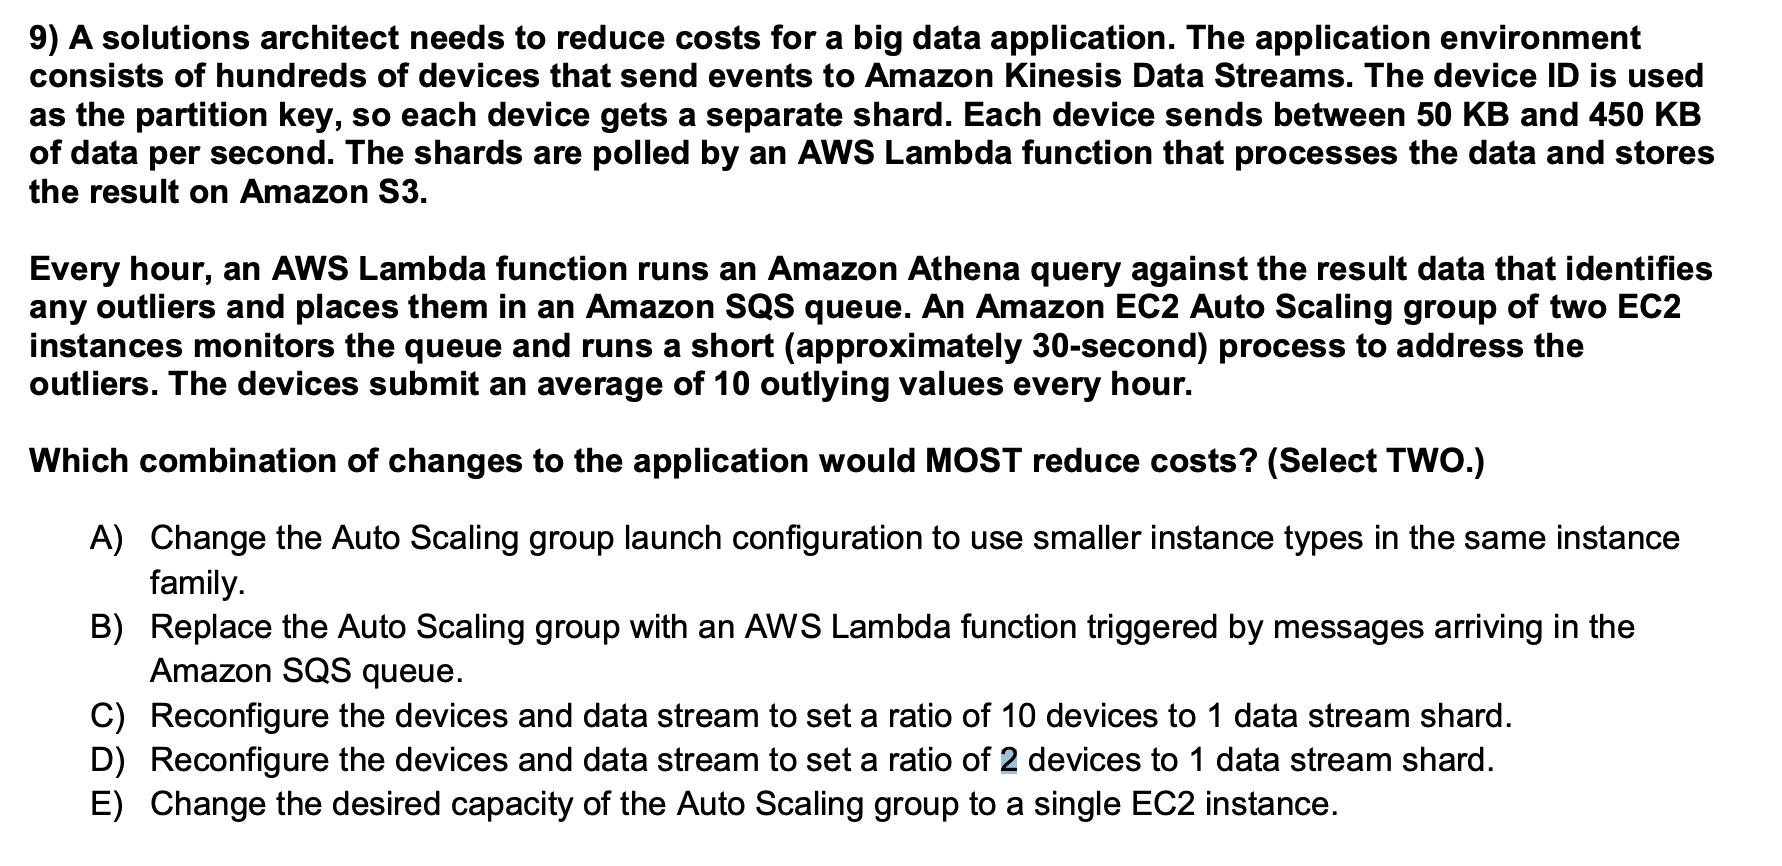 9) A solutions architect needs to reduce costs for a big data application. The application environment
consists of hundreds of devices that send events to Amazon Kinesis Data Streams. The device ID is used
as the partition key, so each device gets a separate shard. Each device sends between 50 KB and 450 KB
of data per second. The shards are polled by an AWS Lambda function that processes the data and stores
the result on Amazon S3.
Every hour, an AWS Lambda function runs an Amazon Athena query against the result data that identifies
any outliers and places them in an Amazon SQS queue. An Amazon EC2 Auto Scaling group of two EC2
instances monitors the queue and runs a short (approximately 30-second) process to address the
outliers. The devices submit an average of 10 outlying values every hour.
Which combination of changes to the application would MOST reduce costs? (Select TWO.)
A) Change the Auto Scaling group launch configuration to use smaller instance types in the same instance
family.
B) Replace the Auto Scaling group with an AWS Lambda function triggered by messages arriving in the
Amazon SQS queue.
C) Reconfigure the devices and data stream to set a ratio of 10 devices to 1 data stream shard.
D) Reconfigure the devices and data stream to set a ratio of 2 devices to 1 data stream shard.
E) Change the desired capacity of the Auto Scaling group to a single EC2 instance.